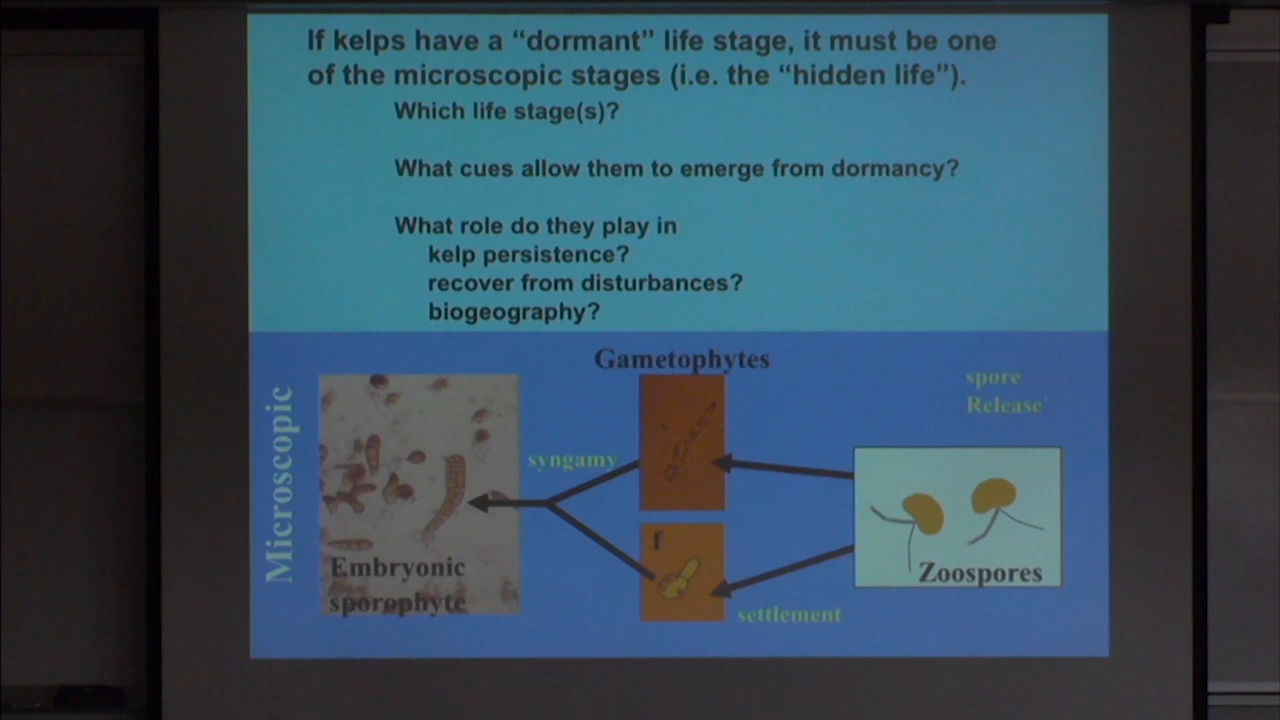 If kelps have a “dormant” life stage, it must be one
of the microscopic stages (i.e. the “hidden life”).
Which life stage(s)?
What cues allow them to emerge from dormancy?
What role do they play in
kelp persistence?
recover from disturbances?
biogeography?
Microscopic
Gametophytes
spore
Release
syngamy
f
Embryonic
sporophyte
Zoospores
settlement